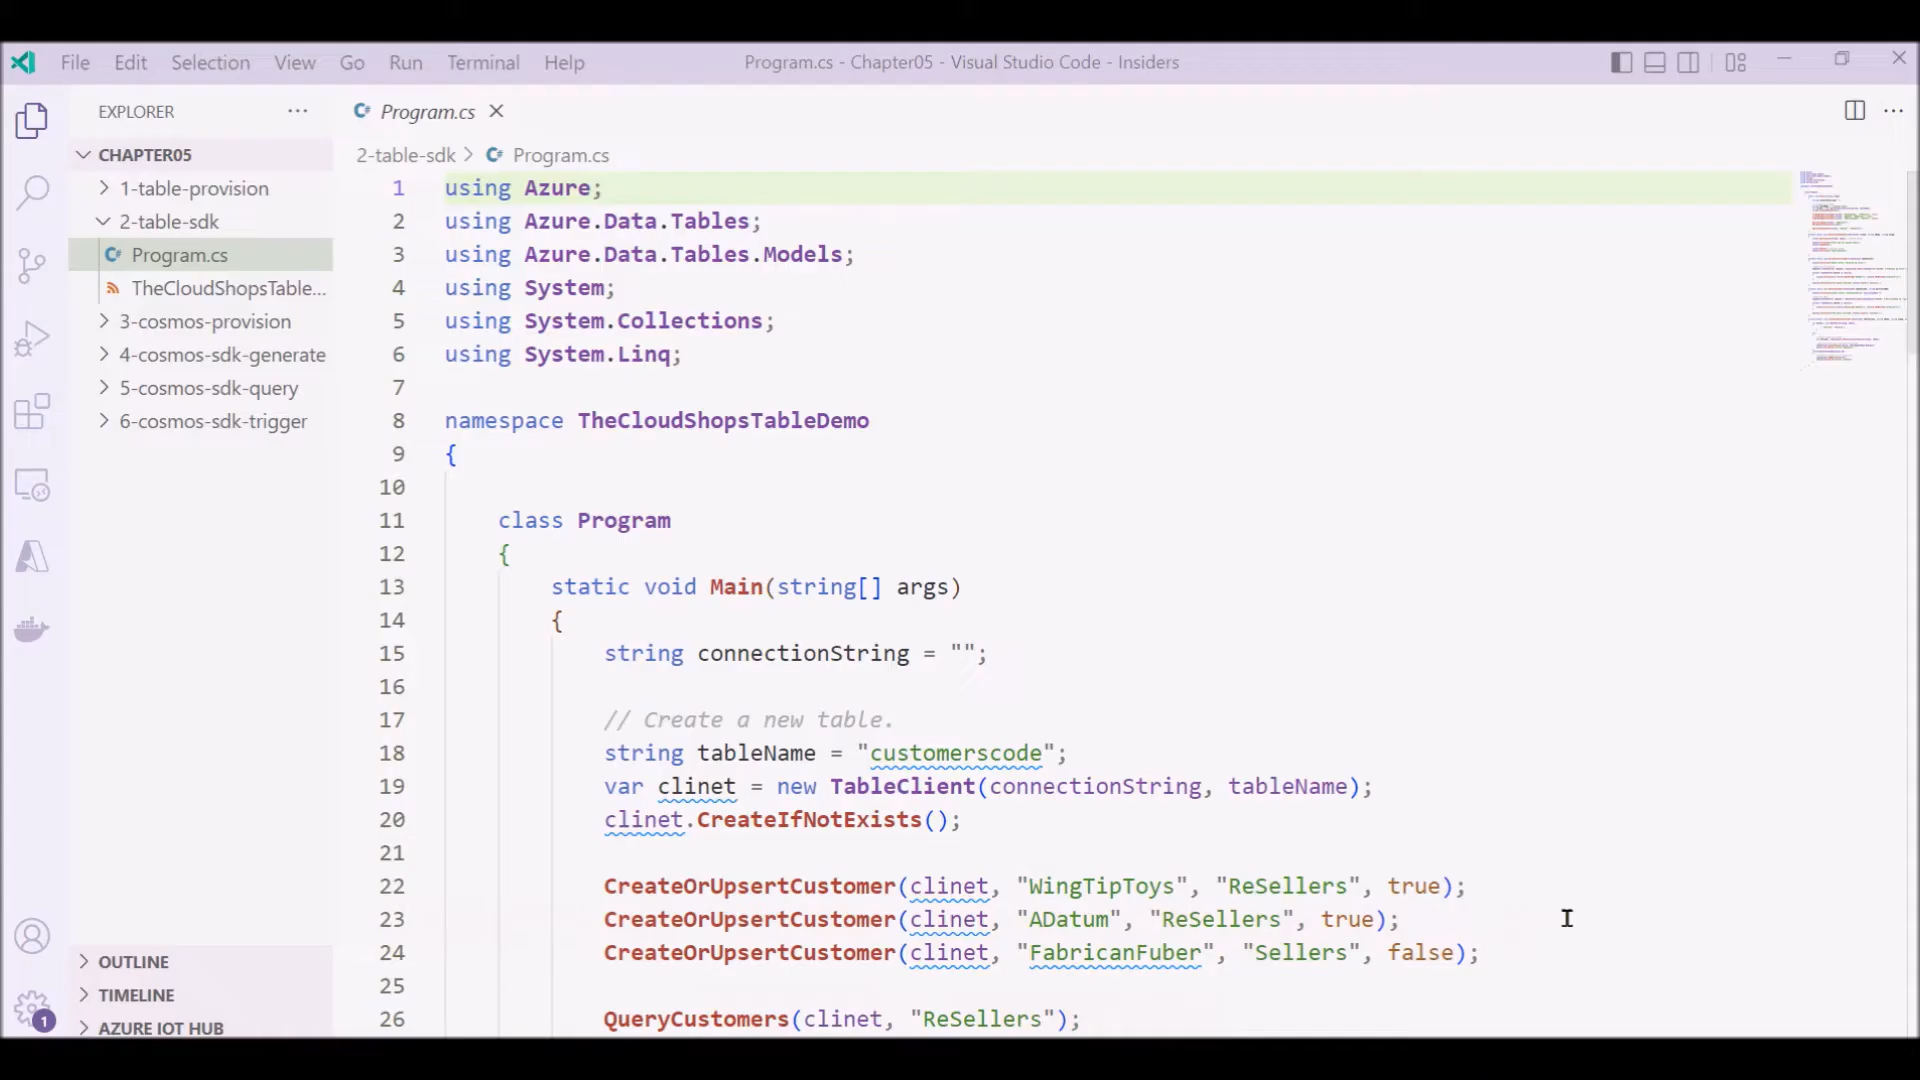 File Edit Selection View Go Run Terminal Help
Program.cs - Chapter05 - Visual Studio Code - Insiders
EXPLORER
Program.cs
CHAPTER05
2-table-sdk > Program.cs
1-table-provision
2-table-sdk
Program.cs
TheCloudShopsTable...
3-cosmos-provision
4-cosmos-sdk-generate
5-cosmos-sdk-query
6-cosmos-sdk-trigger
1 using Azure;
2 using Azure.Data.Tables;
3 using Azure.Data.Tables.Models;
4 using System;
5 using System.Collections;
6 using System.Linq;
7
8 namespace TheCloudShopsTableDemo
9 {
10
11 class Program
12 {
13 static void Main(string[] args)
14 {
15 string connectionString = "";
16
17 // Create a new table.
18 string tableName = "customerscode";
19 var clinet = new TableClient(connectionString, tableName);
20 clinet.CreateIfNotExists();
21
22 CreateOrUpsertCustomer(clinet, "WingTipToys", "ReSellers", true);
23 CreateOrUpsertCustomer(clinet, "ADatum", "ReSellers", true);
24 CreateOrUpsertCustomer(clinet, "FabricanFuber", "Sellers", false);
25
26 QueryCustomers(clinet, "ReSellers");
OUTLINE
TIMELINE
AZURE IOT HUB
1